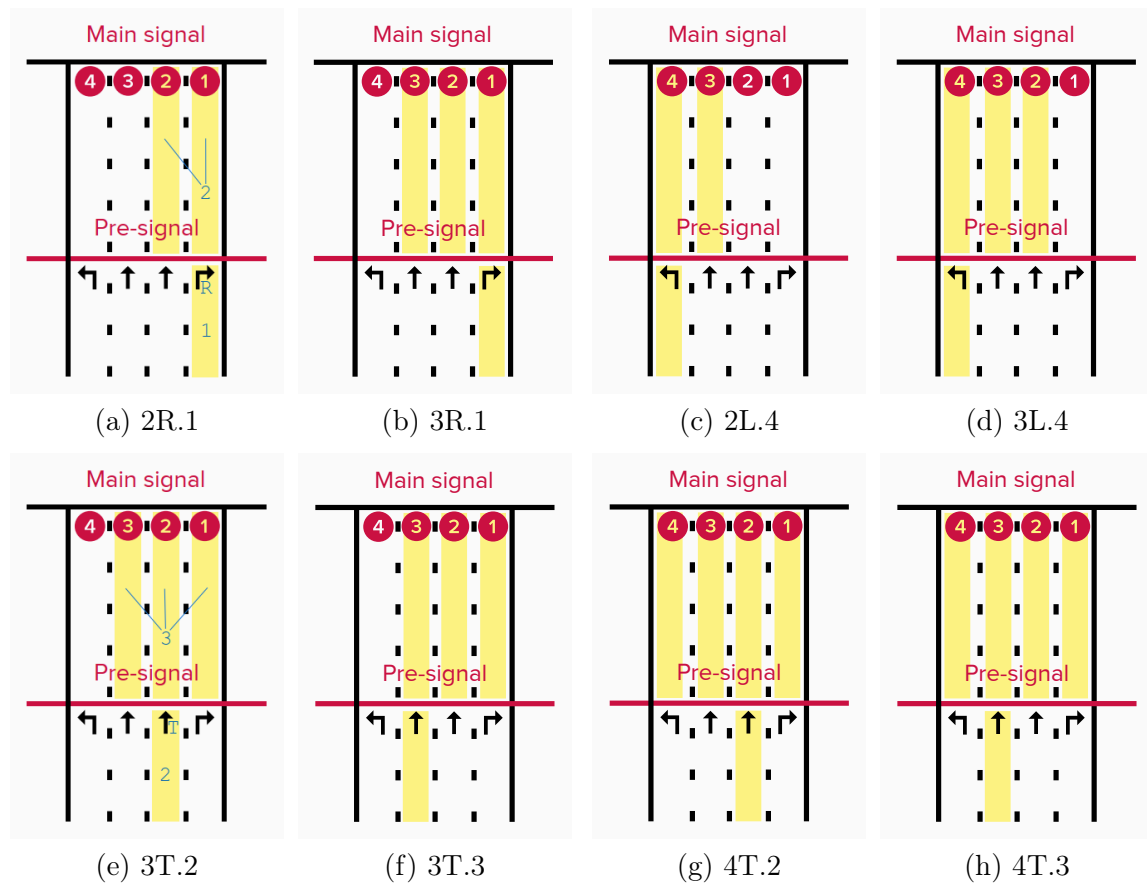 Main signal
4 3 2 1
2
Pre-signal
R
1
(a) 2R.1
Main signal
4 3 2 1
Pre-signal
(b) 3R.1
Main signal
4 3 2 1
Pre-signal
(c) 2L.4
Main signal
4 3 2 1
Pre-signal
(d) 3L.4
Main signal
4 3 2 1
3
Pre-signal
T
2
(e) 3T.2
Main signal
4 3 2 1
Pre-signal
(f) 3T.3
Main signal
4 3 2 1
Pre-signal
(g) 4T.2
Main signal
4 3 2 1
Pre-signal
(h) 4T.3